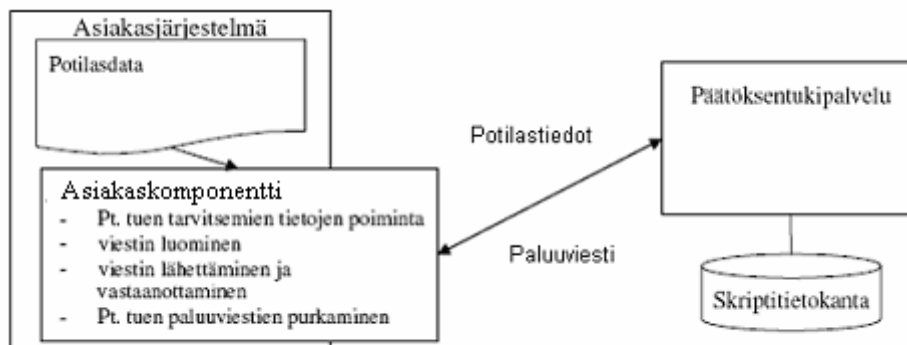 Asiakasjärjestelmä
Potilasdata
Asiakaskomponentti
- Pt. tuen tarvitsemien tietojen poiminta
- viestin luominen
- viestin lähettäminen ja
vastaanottaminen
- Pt. tuen paluuviestien purkaminen
Potilastiedot
Paluuviesti
Päätöksentukipalvelu
Skriptitietokanta